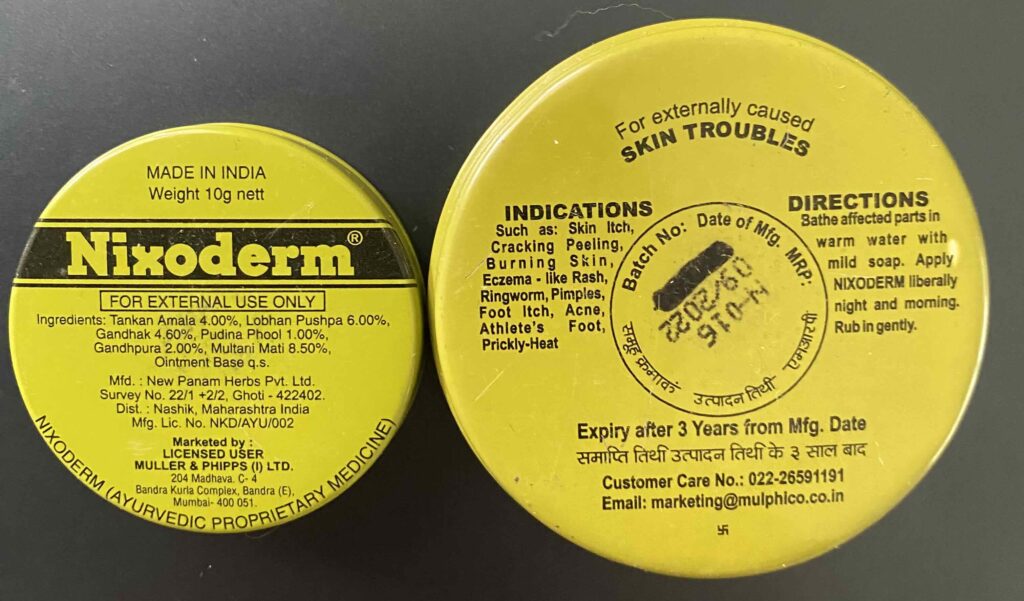 MADE IN INDIA
Weight 10g nett
Nixoderm®
FOR EXTERNAL USE ONLY
Ingredients: Tankan Amala 4.00%, Lobhan Pushpa 6.00%,
Gandhak 4.60%, Pudina Phool 1.00%,
Gandhpura 2.00%, Multani Mati 8.50%,
Ointment Base q.s.
Mfd. : New Panam Herbs Pvt. Ltd.
Survey No. 22/1 +2/2, Ghoti - 422402.
Dist. : Nashik, Maharashtra India
Mfg. Lic. No. NKD/AYU/002
Marketed by :
LICENSED USER
MULLER & PHIPPS (I) LTD.
204 Madhava. C- 4
Bandra Kurla Complex, Bandra (E),
Mumbai- 400 051.
NIXODERM (AYURVEDIC PROPRIETARY MEDICINE)
For externally caused
SKIN TROUBLES
INDICATIONS
Such as: Skin Itch,
Cracking Peeling,
Burning Skin,
Eczema - like Rash,
Ringworm, Pimples,
Foot Itch, Acne,
Athlete's Foot,
Prickly-Heat
Batch No: Date of Mfg. MRP:
N-016
09/2022
समूह क्रमावनं उत्पादन तिथी एमआरपी
DIRECTIONS
Bathe affected parts in
warm water with
mild soap. Apply
NIXODERM liberally
night and morning.
Rub in gently.
Expiry after 3 Years from Mfg. Date
समाप्ति तिथी उत्पादन तिथी के ३ साल बाद
Customer Care No.: 022-26591191
Email: marketing@mulphico.co.in
卐